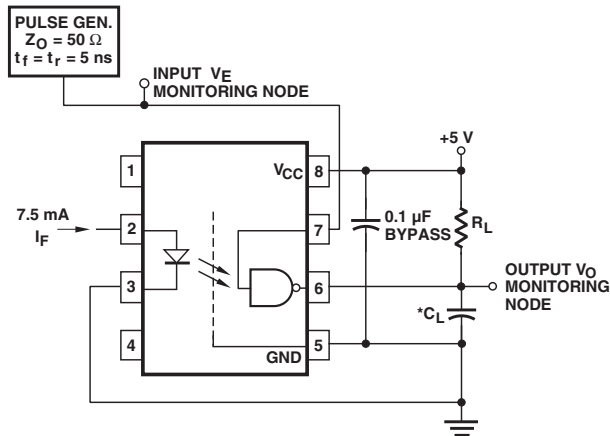 PULSE GEN.
ZO = 50 Ω
tf = tr = 5 ns
INPUT VE
MONITORING NODE
+5 V
1
VCC
8
7.5 mA
IF
2
7
0.1 µF
BYPASS
RL
3
6
OUTPUT VO
MONITORING
NODE
*CL
4
GND
5